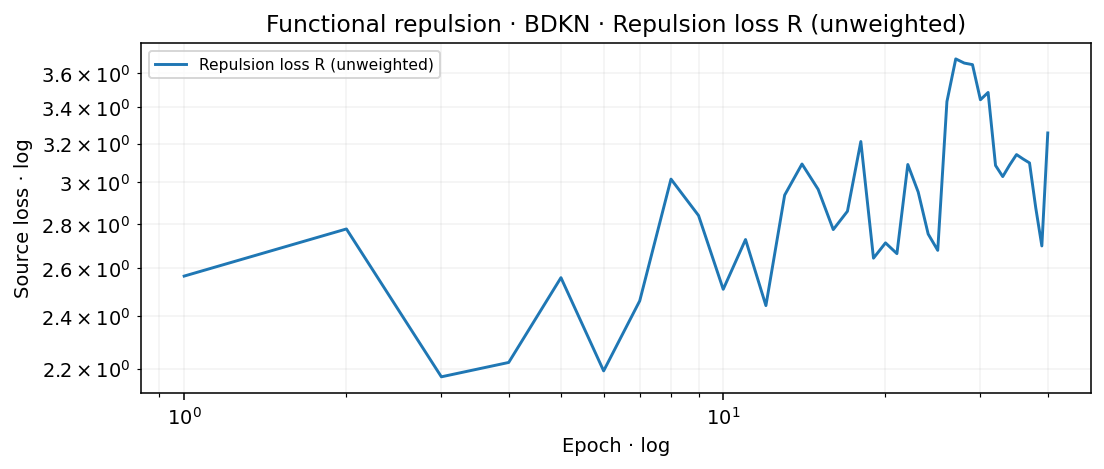 Functional repulsion · BDKN · Repulsion loss R (unweighted)
Repulsion loss R (unweighted)
Source loss · log
3.6 × 10⁰
3.4 × 10⁰
3.2 × 10⁰
3 × 10⁰
2.8 × 10⁰
2.6 × 10⁰
2.4 × 10⁰
2.2 × 10⁰
10⁰ 10¹
Epoch · log